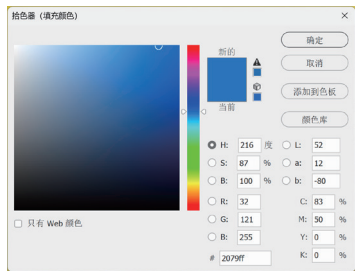 拾色器（填充颜色）
新的
当前
确定
取消
添加到色板
颜色库
H: 216 度
S: 87 %
B: 100 %
R: 32
G: 121
B: 255
# 2079ff
L: 52
a: 12
b: -80
C: 83 %
M: 50 %
Y: 0 %
K: 0 %
只有 Web 颜色